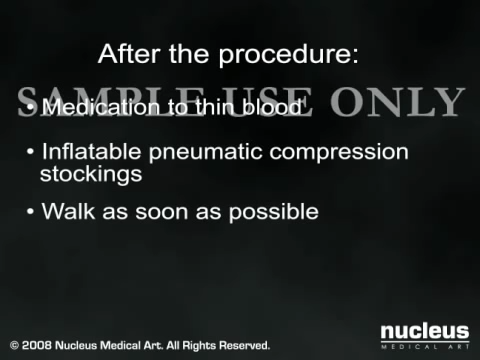 After the procedure:
SAMPLE USE ONLY
• Medication to thin blood
• Inflatable pneumatic compression
stockings
• Walk as soon as possible
nucleus
MEDICAL ART
© 2008 Nucleus Medical Art. All Rights Reserved.